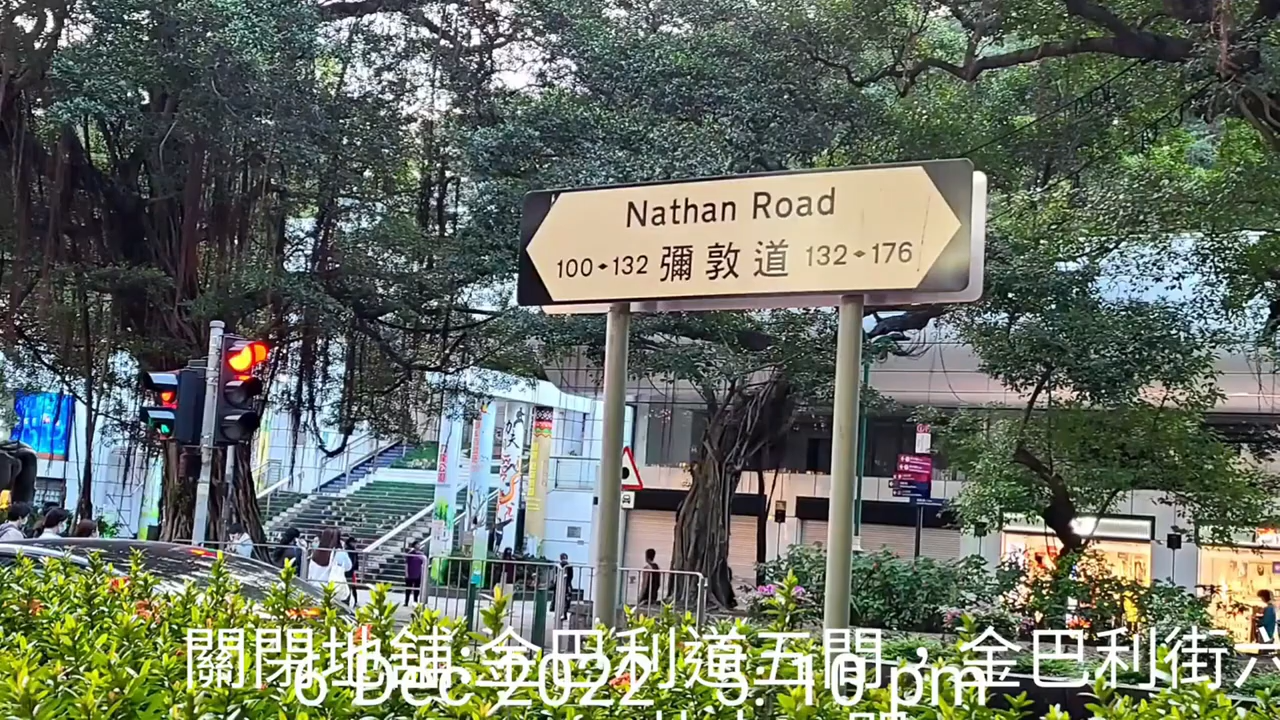 Nathan Road
100 132 彌敦道 132 176
關閉地鋪:金巴利道五間，金巴利街六
6 Dec 2022 5:10 pm